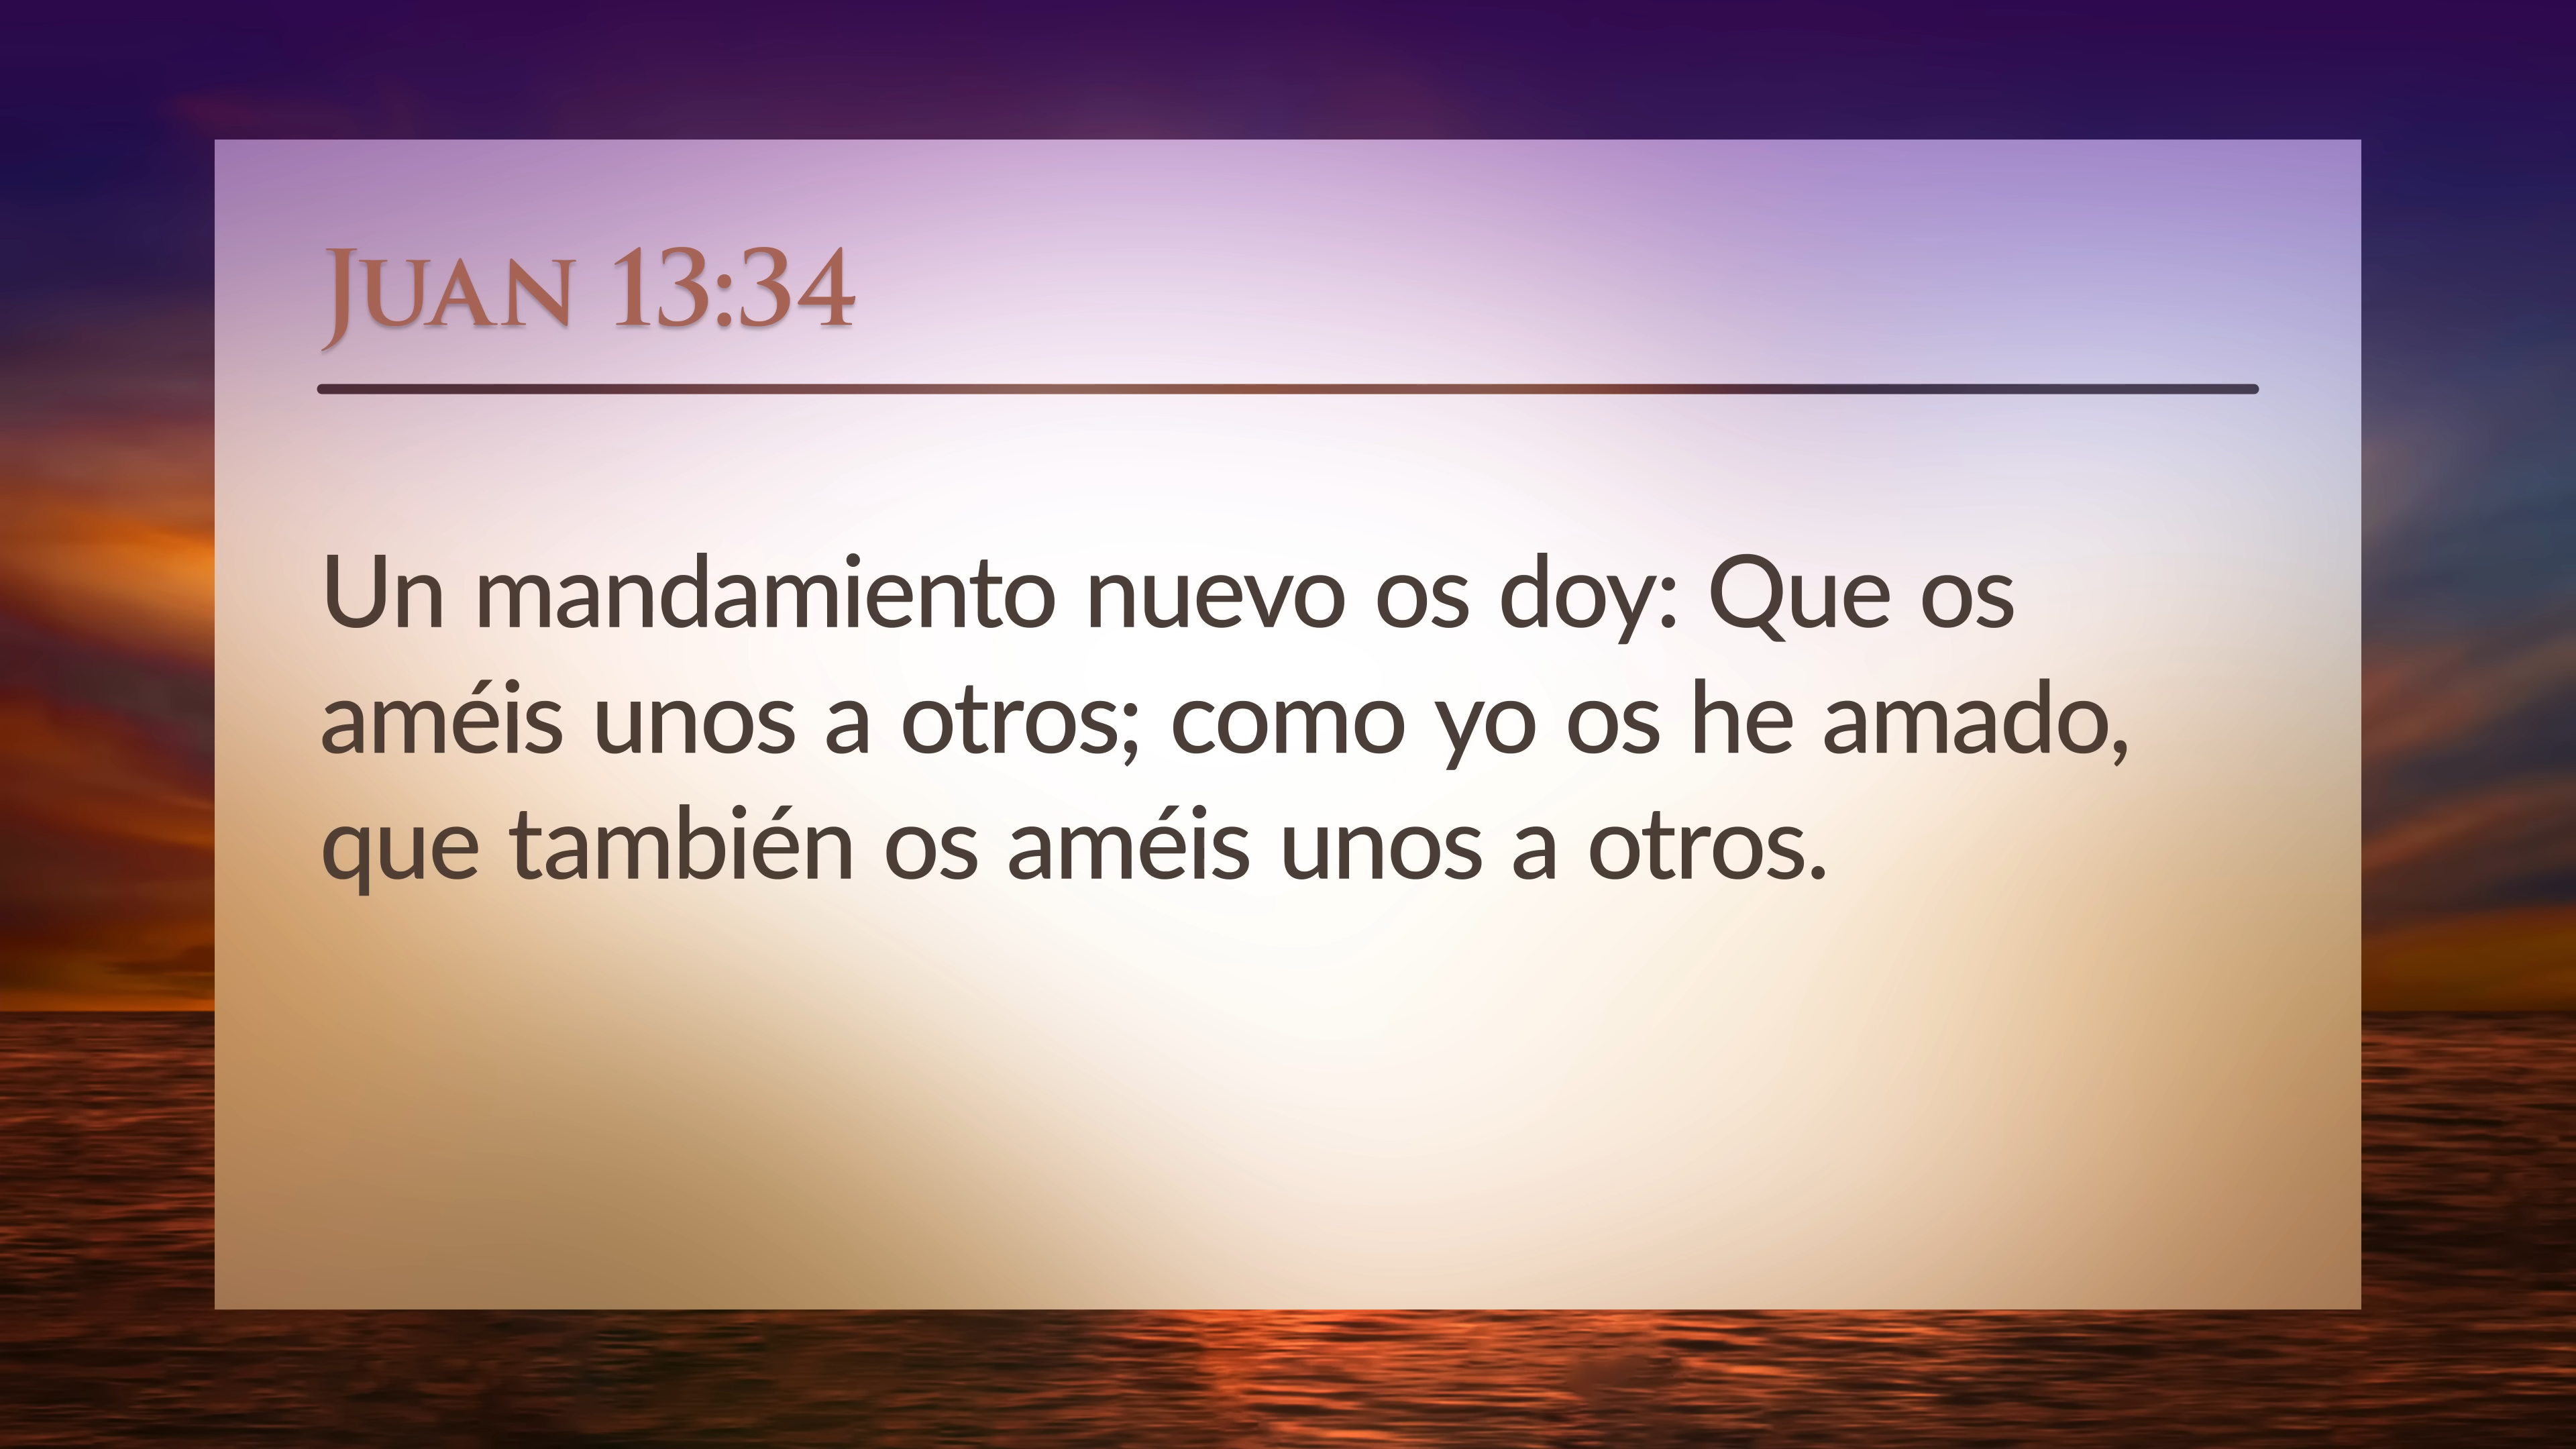 Juan 13:34
Un mandamiento nuevo os doy: Que os
améis unos a otros; como yo os he amado,
que también os améis unos a otros.